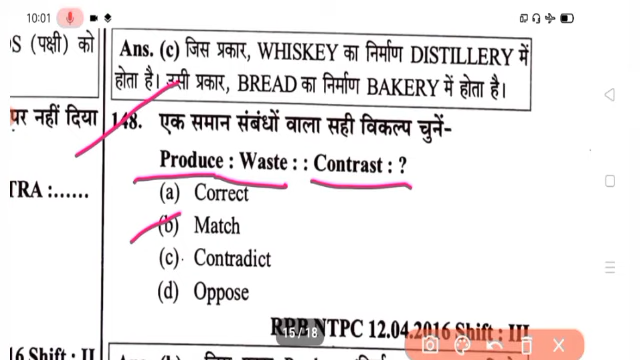 10:01
S (पक्षी) को
Ans. (c) जिस प्रकार, WHISKEY का निर्माण DISTILLERY में
होता है। उसी प्रकार, BREAD का निर्माण BAKERY में होता है।
पर नहीं दिया
148. एक समान संबंधों वाला सही विकल्प चुनें-
Produce : Waste : : Contrast : ?
TRA :......
(a) Correct
(b) Match
(c) Contradict
(d) Oppose
15 / 18
RRB NTPC 12.04.2016 Shift : III
16 Shift : II
Ans. (b)